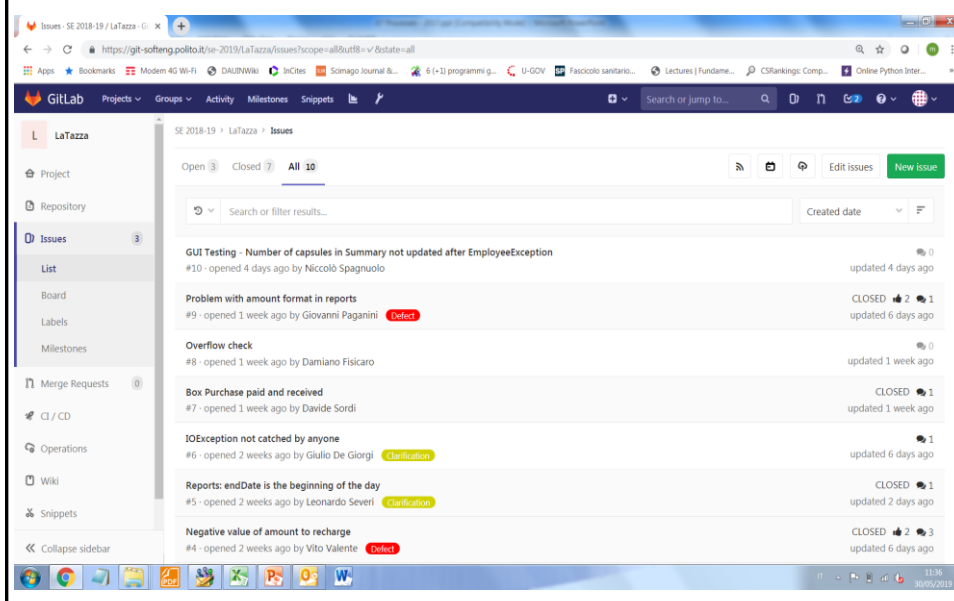 Issues · SE 2018-19 / LaTazza · Gi
https://git-softeng.polito.it/se-2019/LaTazza/issues?scope=all&utf8=✓&state=all
Apps Bookmarks Modem 4G Wi-Fi DAUINWiki InCites Scimago Journal &... 6 (+1) programmi g... U-GOV SP Fascicolo sanitario... Lectures | Fundame... CSRankings: Comp... Online Python Inter... »
GitLab Projects Groups Activity Milestones Snippets Search or jump to... 2
L LaTazza
SE 2018-19 > LaTazza > Issues
Open 3 Closed 7 All 10 Edit issues New issue
Project
Repository
Search or filter results... Created date
Issues 3
List
Board
Labels
Milestones
Merge Requests 0
CI / CD
Operations
Wiki
Snippets
Collapse sidebar
GUI Testing - Number of capsules in Summary not updated after EmployeeException 0
#10 · opened 4 days ago by Niccolò Spagnuolo updated 4 days ago
Problem with amount format in reports CLOSED 2 1
#9 · opened 1 week ago by Giovanni Paganini Defect updated 6 days ago
Overflow check 0
#8 · opened 1 week ago by Damiano Fisicaro updated 1 week ago
Box Purchase paid and received CLOSED 1
#7 · opened 1 week ago by Davide Sordi updated 1 week ago
IOException not catched by anyone 1
#6 · opened 2 weeks ago by Giulio De Giorgi Clarification updated 6 days ago
Reports: endDate is the beginning of the day CLOSED 1
#5 · opened 2 weeks ago by Leonardo Severi Clarification updated 2 days ago
Negative value of amount to recharge CLOSED 2 3
#4 · opened 2 weeks ago by Vito Valente Defect updated 6 days ago
PDF
IT 11:36
30/05/2019